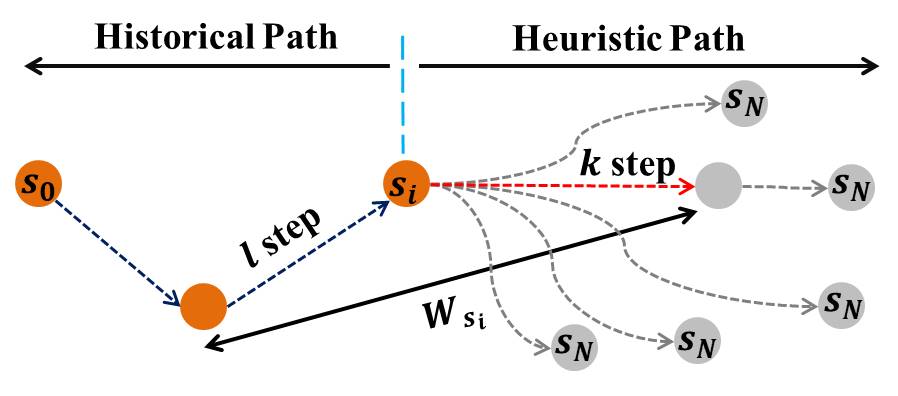 Historical Path
Heuristic Path
s_N
k step
s_0
s_i
s_N
l step
W_{s_i}
s_N
s_N
s_N